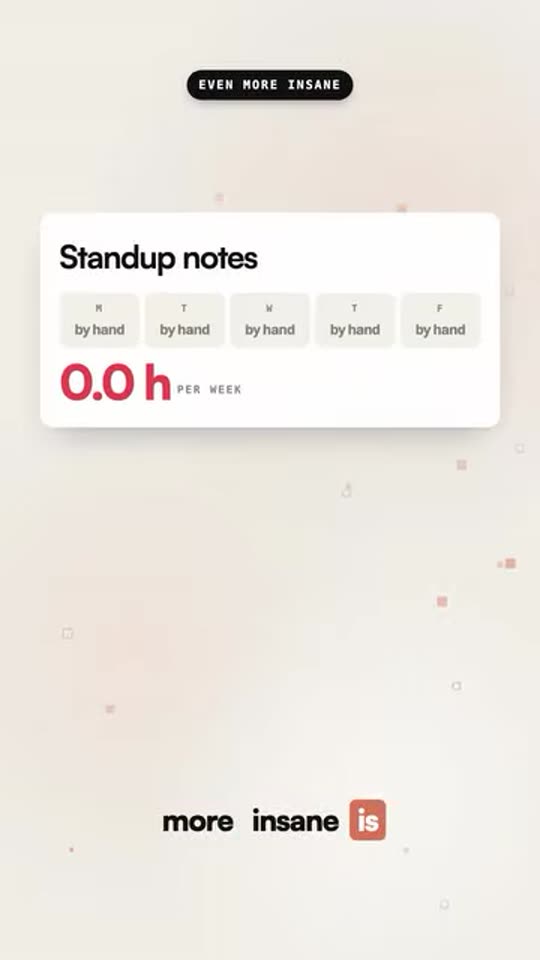 EVEN MORE INSANE
Standup notes
M T W T F
by hand by hand by hand by hand by hand
0.0 h PER WEEK
more insane is